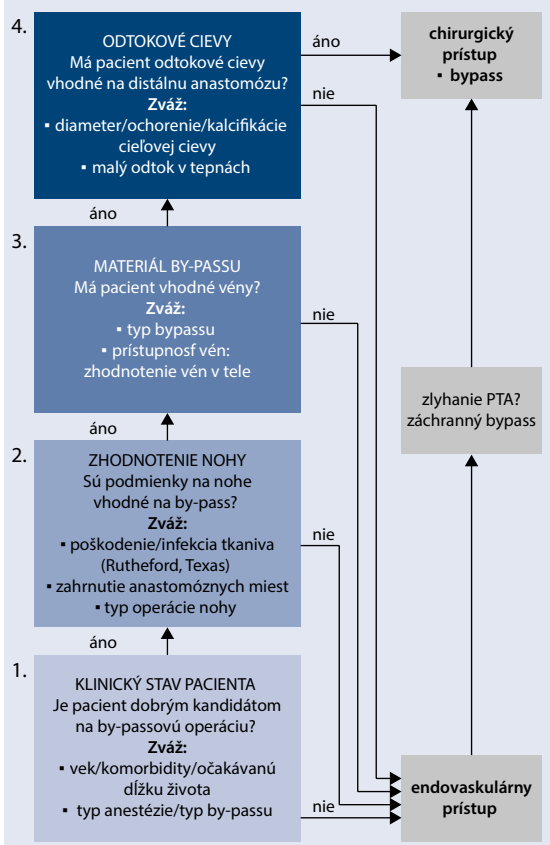 4.
ODTOKOVÉ CIEVY
Má pacient odtokové cievy
vhodné na distálnu anastomózu?
Zváž:
▪ diameter/ochorenie/kalcifikácie
cieľovej cievy
▪ malý odtok v tepnách
áno
nie
chirurgický
prístup
▪ bypass
áno
3.
MATERIÁL BY-PASSU
Má pacient vhodné vény?
Zváž:
▪ typ bypassu
▪ prístupnosť vén:
zhodnotenie vén v tele
nie
zlyhanie PTA?
záchranný bypass
áno
2.
ZHODNOTENIE NOHY
Sú podmienky na nohe
vhodné na by-pass?
Zváž:
▪ poškodenie/infekcia tkaniva
(Rutheford, Texas)
▪ zahrnutie anastomóznych miest
▪ typ operácie nohy
nie
áno
1.
KLINICKÝ STAV PACIENTA
Je pacient dobrým kandidátom
na by-passovú operáciu?
Zváž:
▪ vek/komorbidity/očakávanú
dĺžku života
▪ typ anestézie/typ by-passu
nie
endovaskulárny
prístup